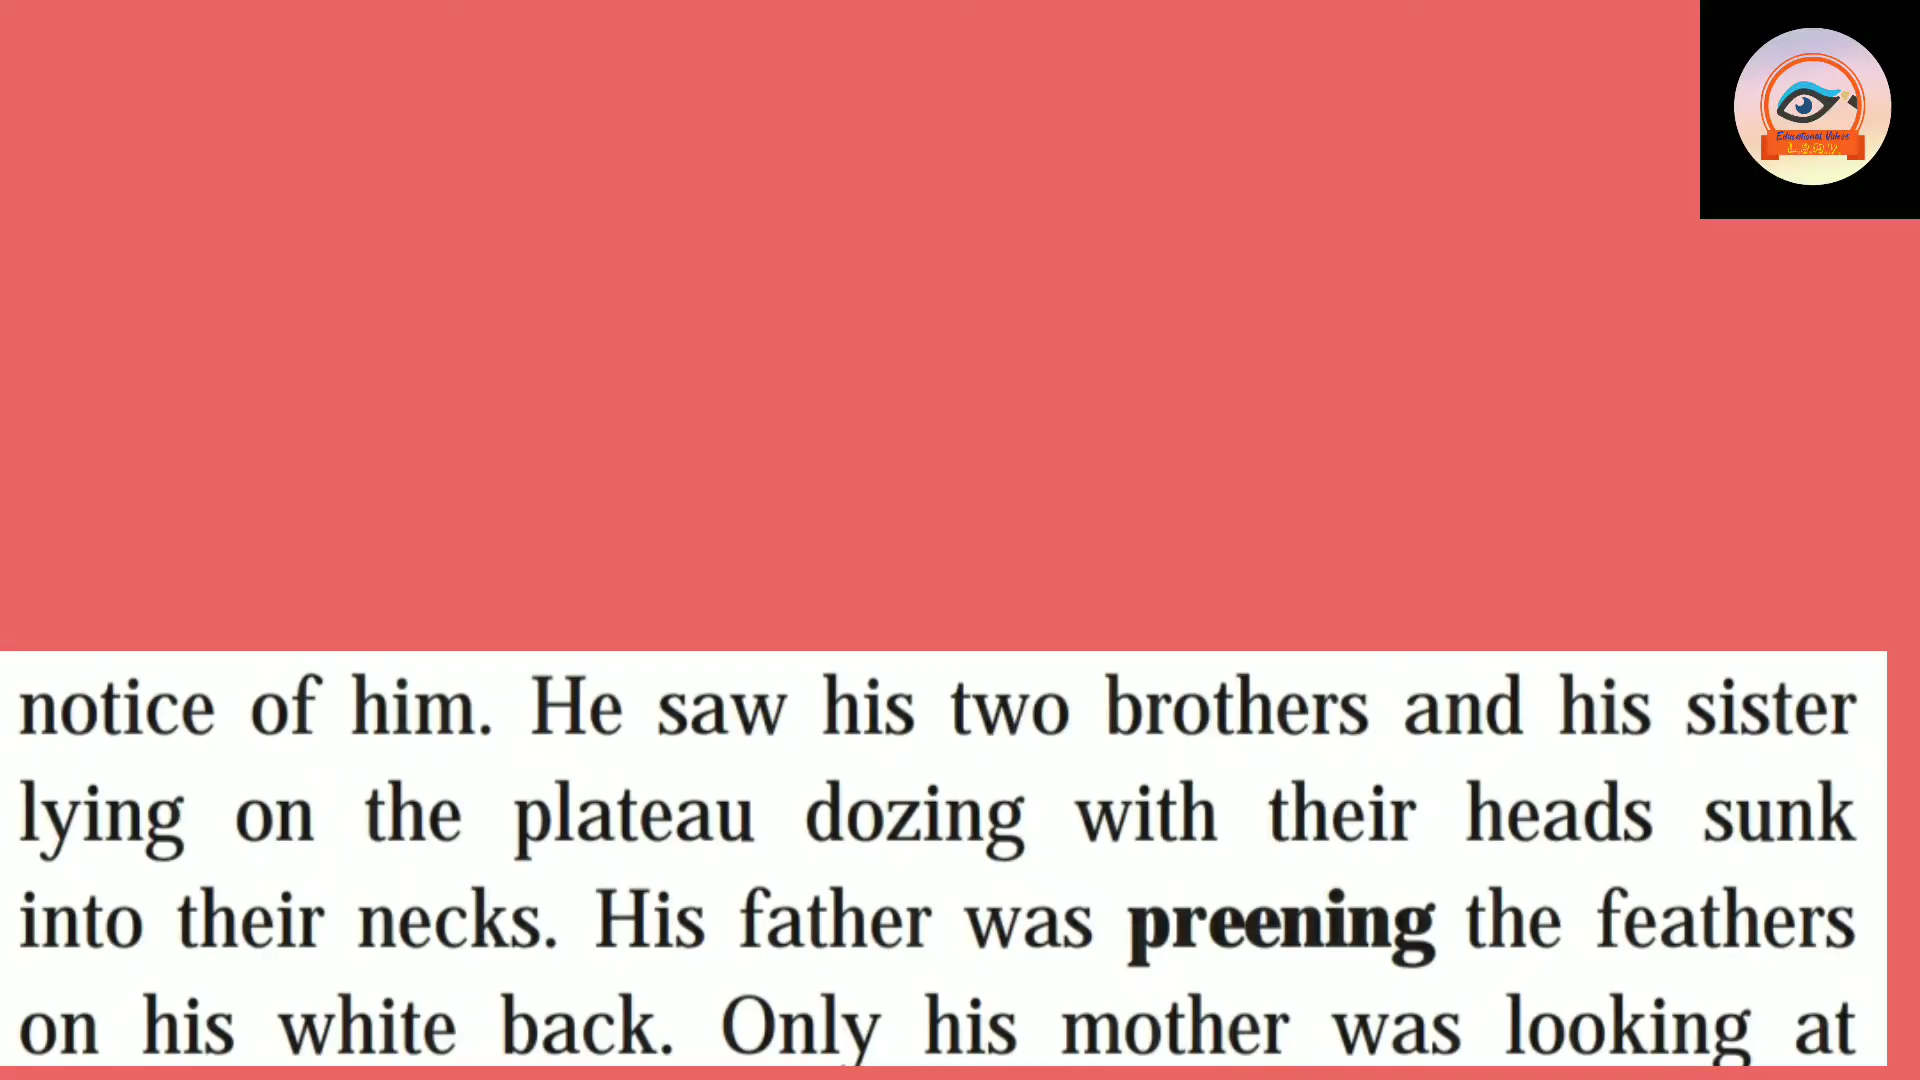 Educational Videos
notice of him. He saw his two brothers and his sister
lying on the plateau dozing with their heads sunk
into their necks. His father was preening the feathers
on his white back. Only his mother was looking at